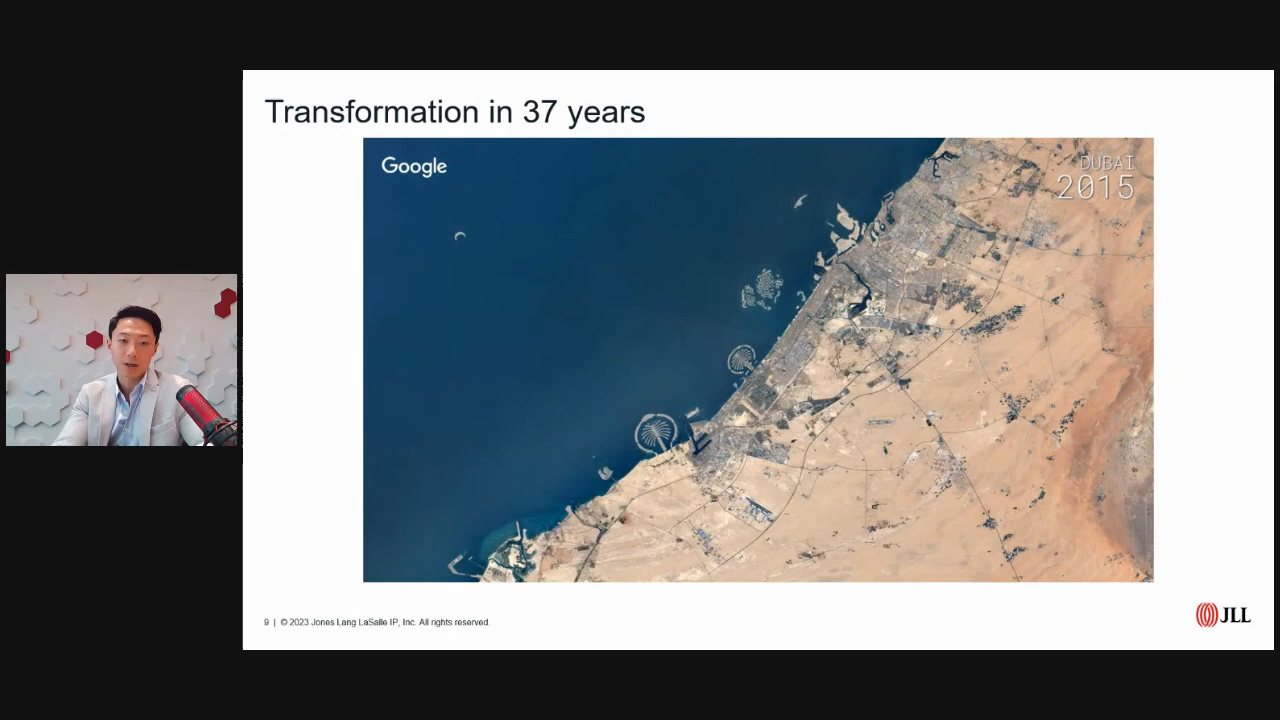 Transformation in 37 years
Google
DUBAI
2015
9 | © 2023 Jones Lang LaSalle IP, Inc. All rights reserved.
JLL